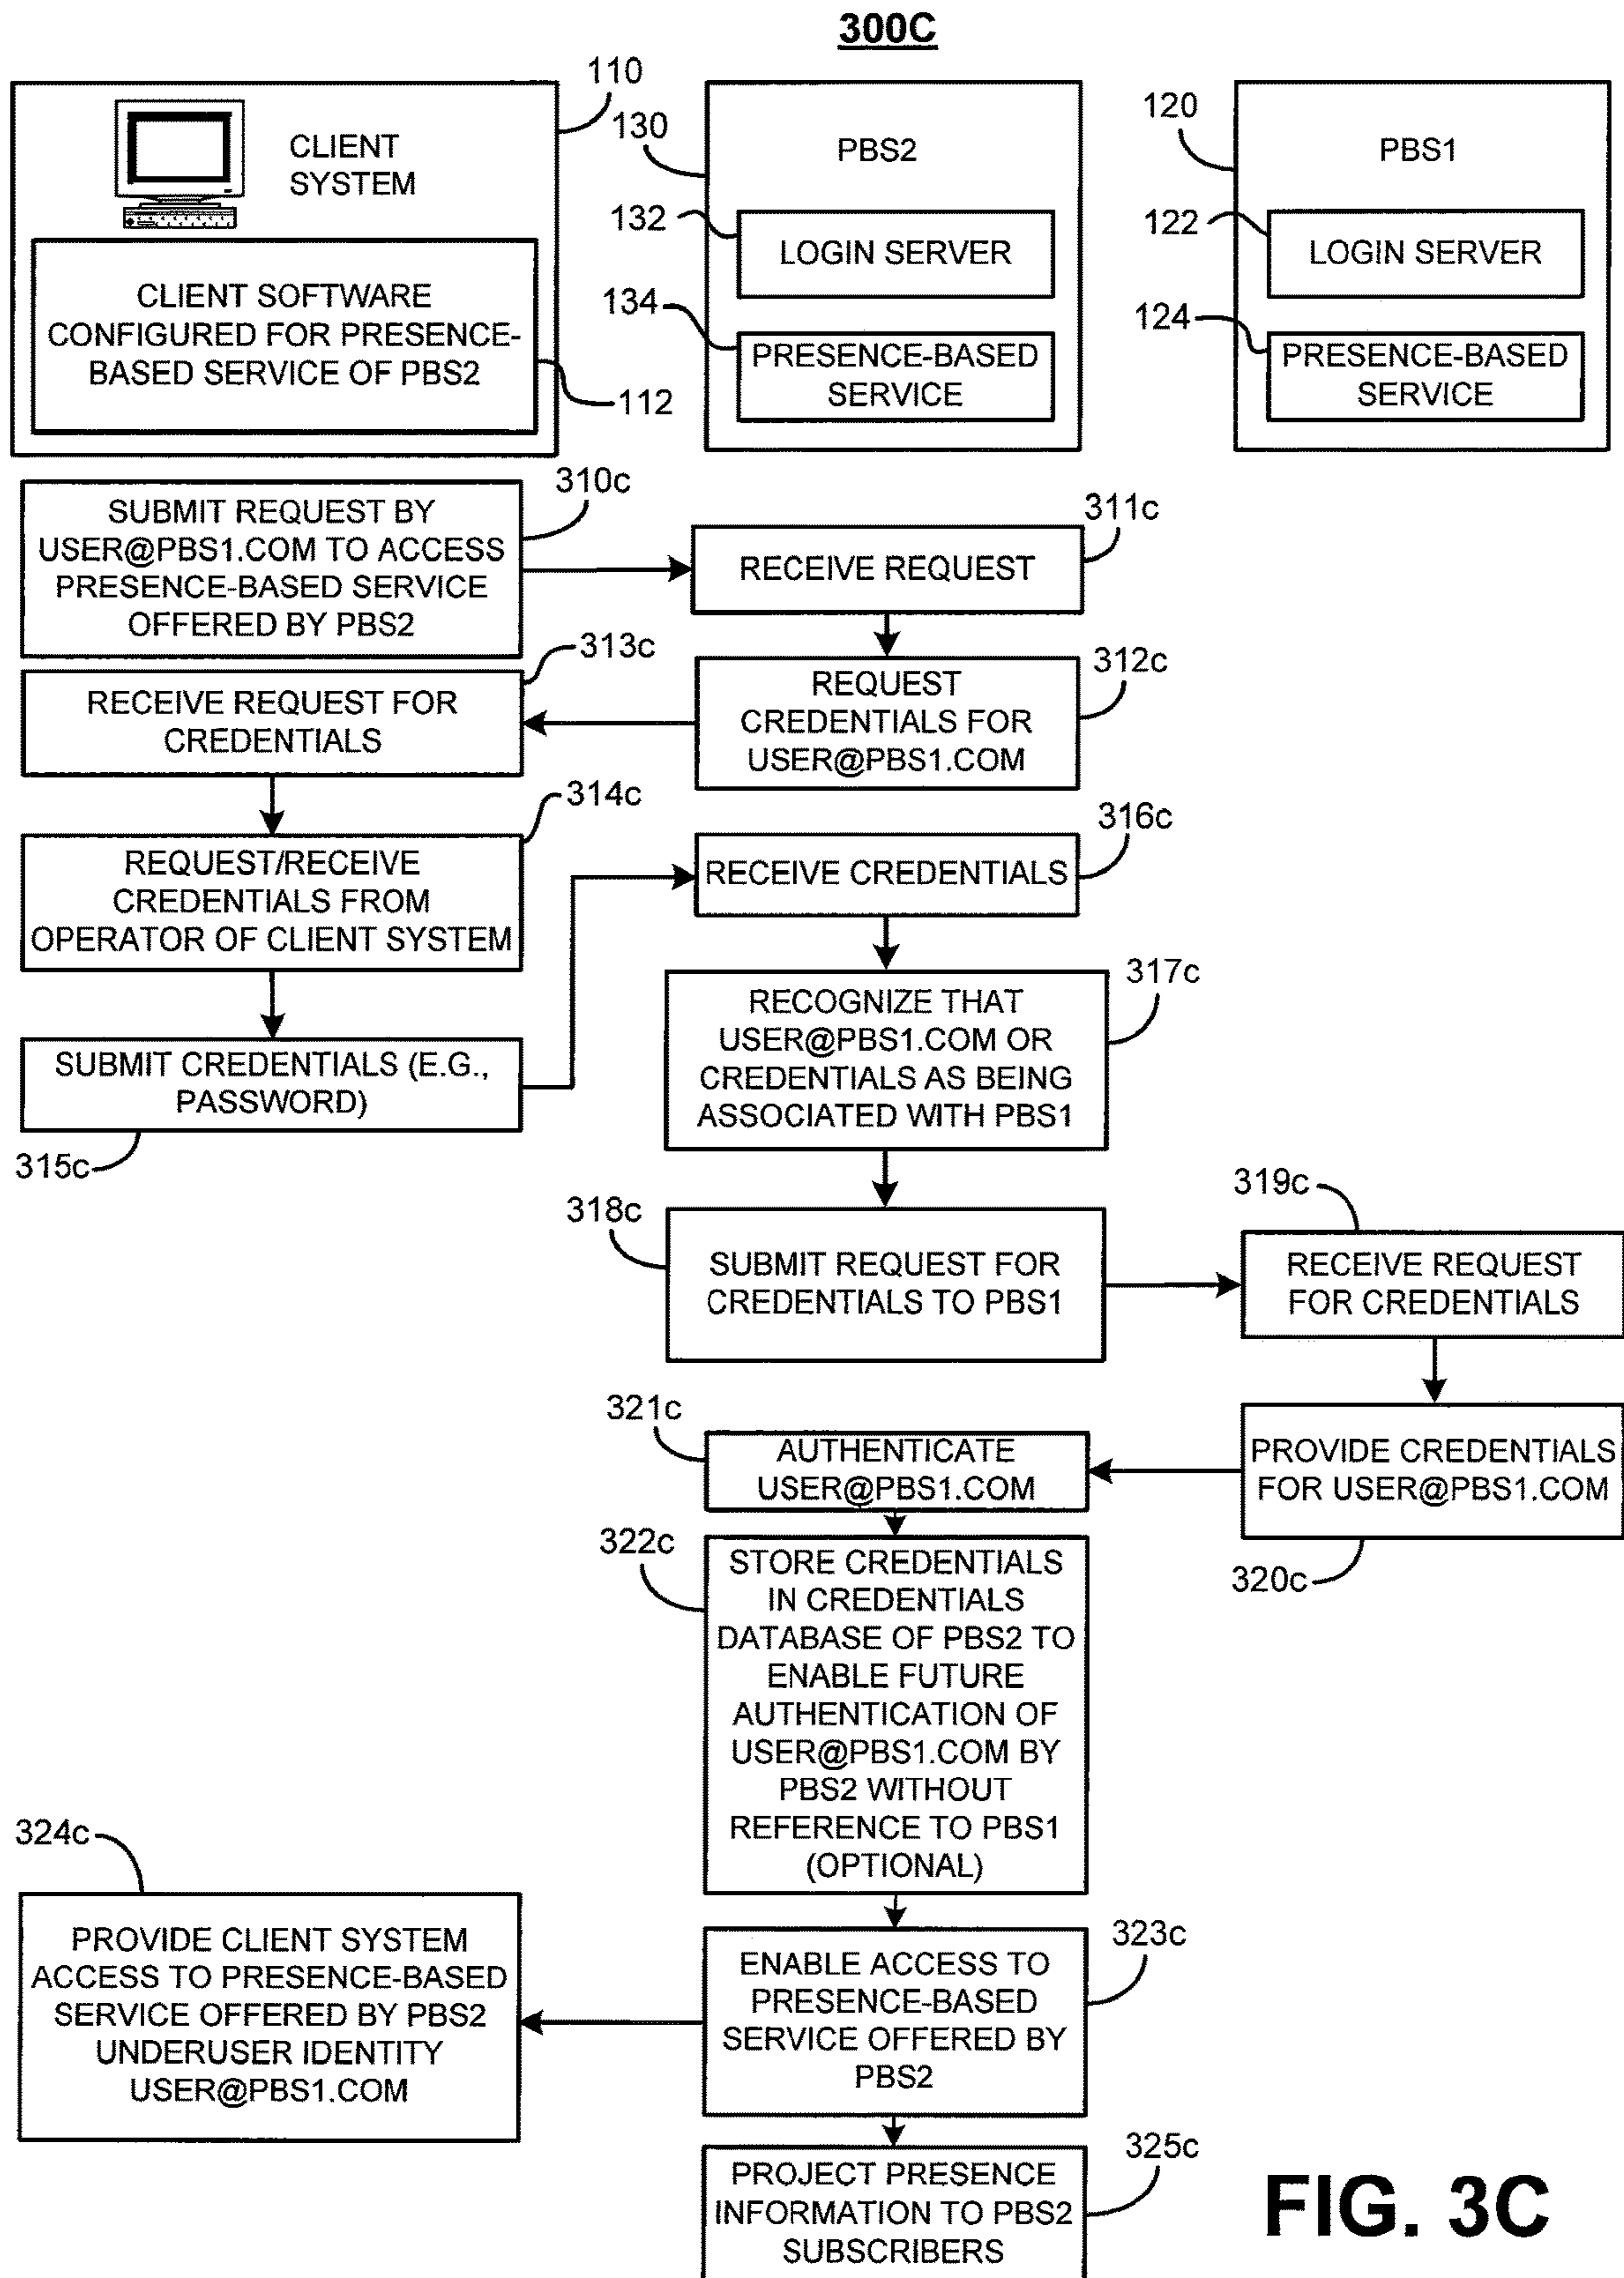 300C
110
CLIENT
SYSTEM
CLIENT SOFTWARE
CONFIGURED FOR PRESENCE-
BASED SERVICE OF PBS2
112
130
PBS2
132
LOGIN SERVER
134
PRESENCE-BASED
SERVICE
120
PBS1
122
LOGIN SERVER
124
PRESENCE-BASED
SERVICE
310c
SUBMIT REQUEST BY
USER@PBS1.COM TO ACCESS
PRESENCE-BASED SERVICE
OFFERED BY PBS2
311c
RECEIVE REQUEST
312c
REQUEST
CREDENTIALS FOR
USER@PBS1.COM
313c
RECEIVE REQUEST FOR
CREDENTIALS
314c
REQUEST/RECEIVE
CREDENTIALS FROM
OPERATOR OF CLIENT SYSTEM
SUBMIT CREDENTIALS (E.G.,
PASSWORD)
315c
316c
RECEIVE CREDENTIALS
317c
RECOGNIZE THAT
USER@PBS1.COM OR
CREDENTIALS AS BEING
ASSOCIATED WITH PBS1
318c
SUBMIT REQUEST FOR
CREDENTIALS TO PBS1
319c
RECEIVE REQUEST
FOR CREDENTIALS
PROVIDE CREDENTIALS
FOR USER@PBS1.COM
320c
321c
AUTHENTICATE
USER@PBS1.COM
322c
STORE CREDENTIALS
IN CREDENTIALS
DATABASE OF PBS2 TO
ENABLE FUTURE
AUTHENTICATION OF
USER@PBS1.COM BY
PBS2 WITHOUT
REFERENCE TO PBS1
(OPTIONAL)
323c
ENABLE ACCESS TO
PRESENCE-BASED
SERVICE OFFERED BY
PBS2
324c
PROVIDE CLIENT SYSTEM
ACCESS TO PRESENCE-BASED
SERVICE OFFERED BY PBS2
UNDERUSER IDENTITY
USER@PBS1.COM
325c
PROJECT PRESENCE
INFORMATION TO PBS2
SUBSCRIBERS
FIG. 3C